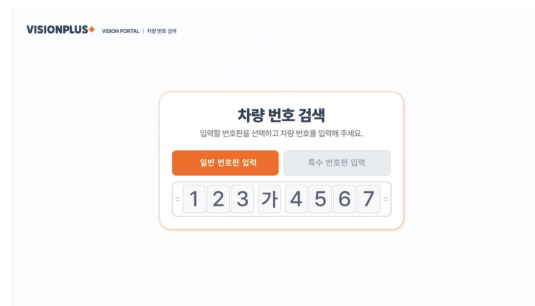 VISIONPLUS+ VISION PORTAL | 차량 번호 검색
차량 번호 검색
입력할 번호판을 선택하고 차량 번호를 입력해 주세요.
일반 번호판 입력 특수 번호판 입력
1 2 3 가 4 5 6 7